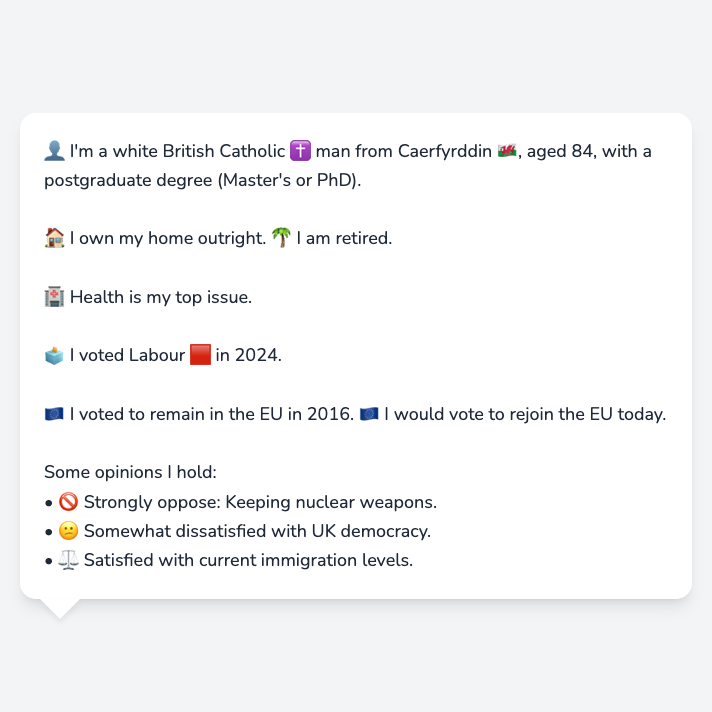 👤 I'm a white British Catholic ✝️ man from Caerfyrddin 🏴󠁧󠁢󠁷󠁬󠁳󠁿, aged 84, with a
postgraduate degree (Master's or PhD).
🏠 I own my home outright. 🌴 I am retired.
🏥 Health is my top issue.
🗳️ I voted Labour 🟥 in 2024.
🇪🇺 I voted to remain in the EU in 2016. 🇪🇺 I would vote to rejoin the EU today.
Some opinions I hold:
• 🚫 Strongly oppose: Keeping nuclear weapons.
• 🙁 Somewhat dissatisfied with UK democracy.
• ⚖️ Satisfied with current immigration levels.